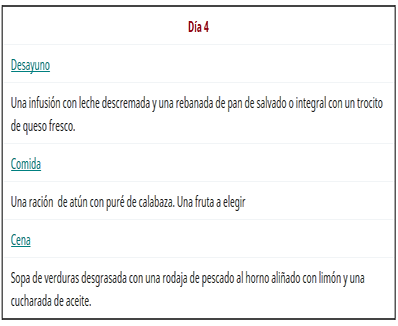 Día 4
Desayuno
Una infusión con leche descremada y una rebanada de pan de salvado o integral con un trocito
de queso fresco.
Comida
Una ración de atún con puré de calabaza. Una fruta a elegir
Cena
Sopa de verduras desgrasada con una rodaja de pescado al horno aliñado con limón y una
cucharada de aceite.